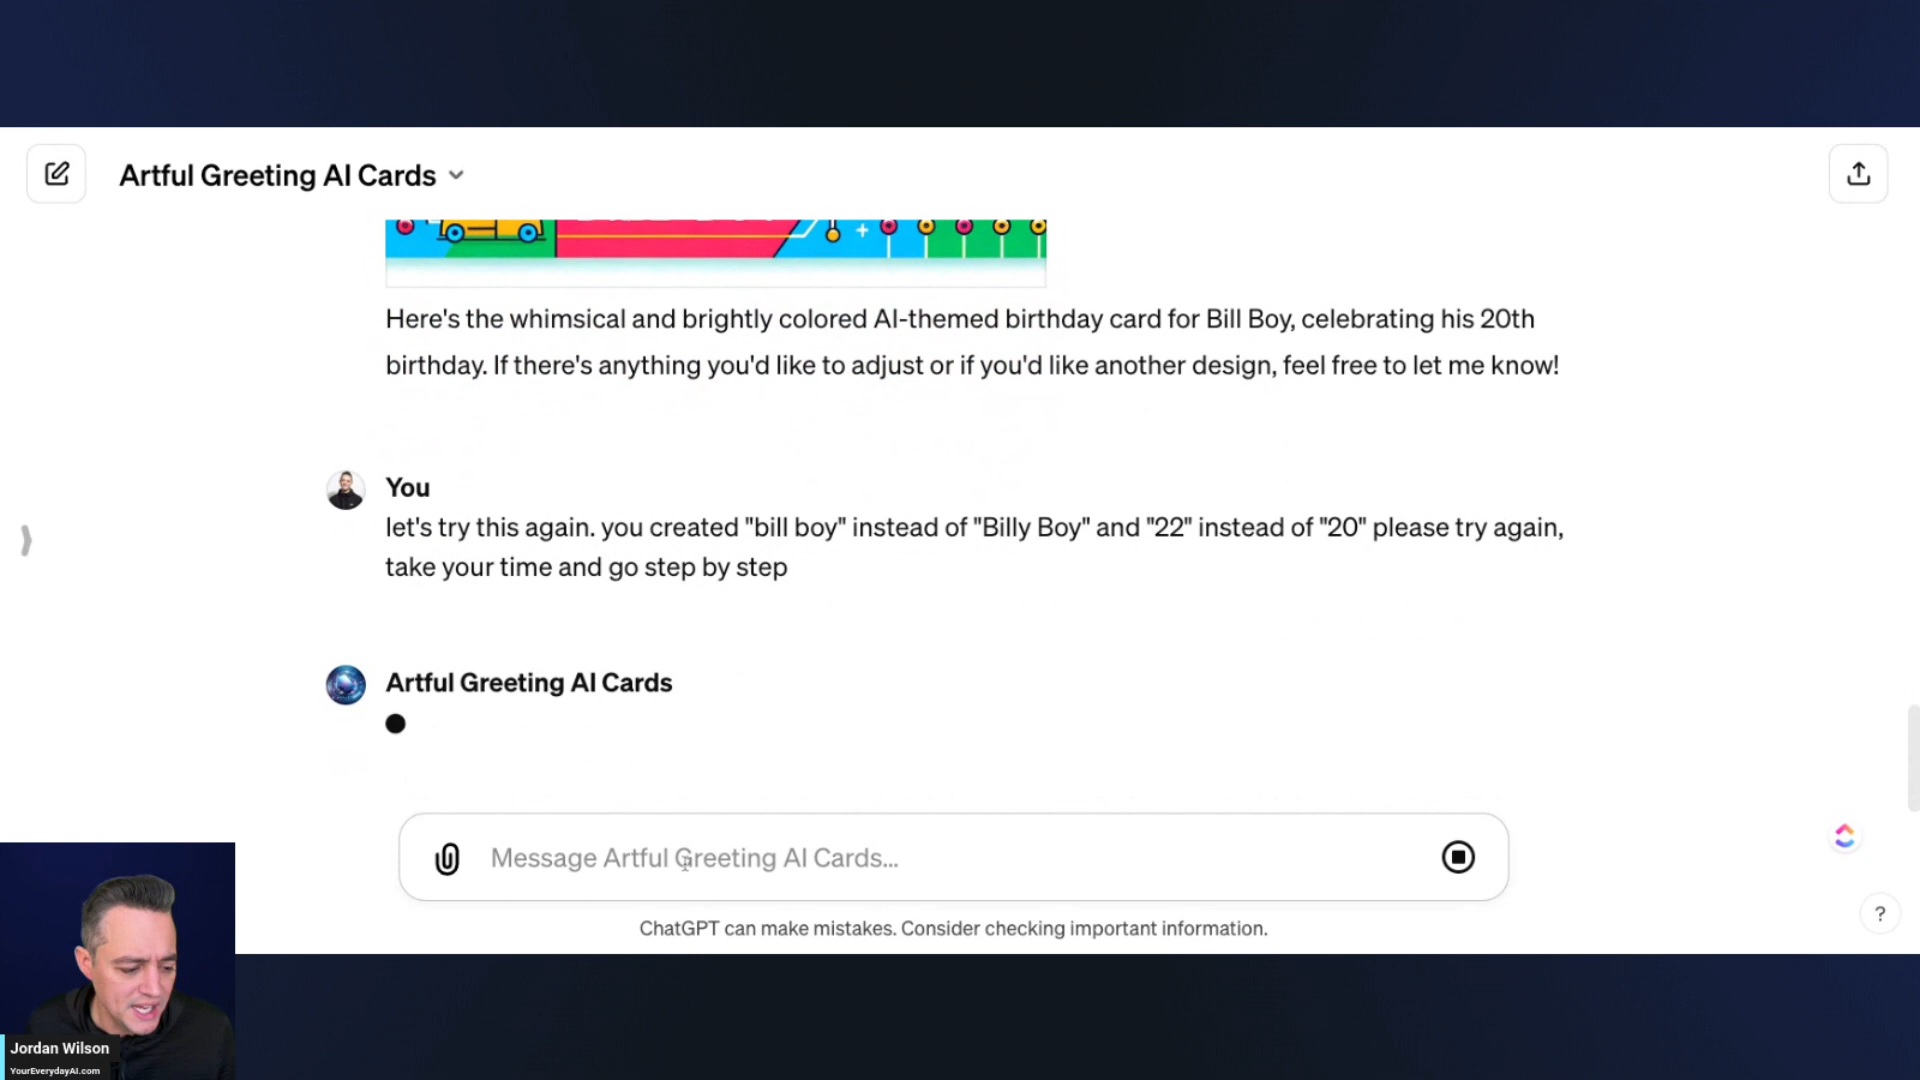 Artful Greeting AI Cards
Here's the whimsical and brightly colored AI-themed birthday card for Bill Boy, celebrating his 20th
birthday. If there's anything you'd like to adjust or if you'd like another design, feel free to let me know!
You
let's try this again. you created "bill boy" instead of "Billy Boy" and "22" instead of "20" please try again,
take your time and go step by step
Artful Greeting AI Cards
Message Artful Greeting AI Cards...
ChatGPT can make mistakes. Consider checking important information.
?
Jordan Wilson
YourEverydayAI.com